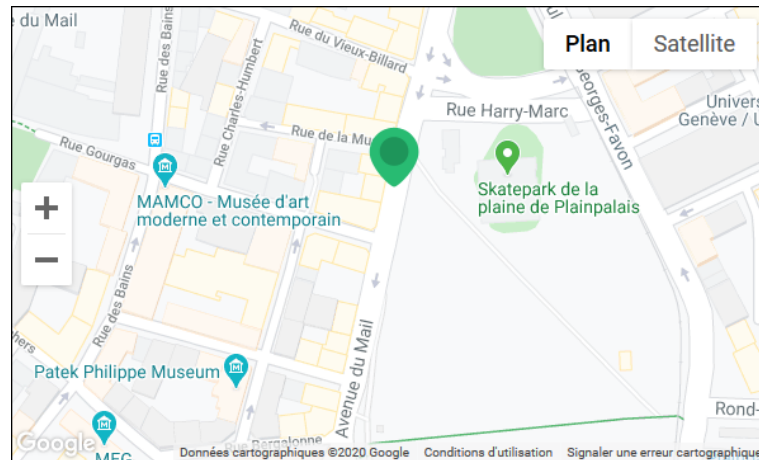 e du Mail
Rue des Bains
Rue Charles-Humbert
Rue du Vieux-Billard
Plan
Satellite
Rue Harry-Marc
Georges-Favon
Univers
Genève / U
Rue de la Mus
Rue Gourgas
MAMCO - Musée d'art
moderne et contemporain
Skatepark de la
plaine de Plainpalais
+
−
Rue des Bains
Avenue du Mail
chers
Patek Philippe Museum
Rond-
MEG
Rue Bergalonne
Google
Données cartographiques ©2020 Google
Conditions d'utilisation
Signaler une erreur cartographique